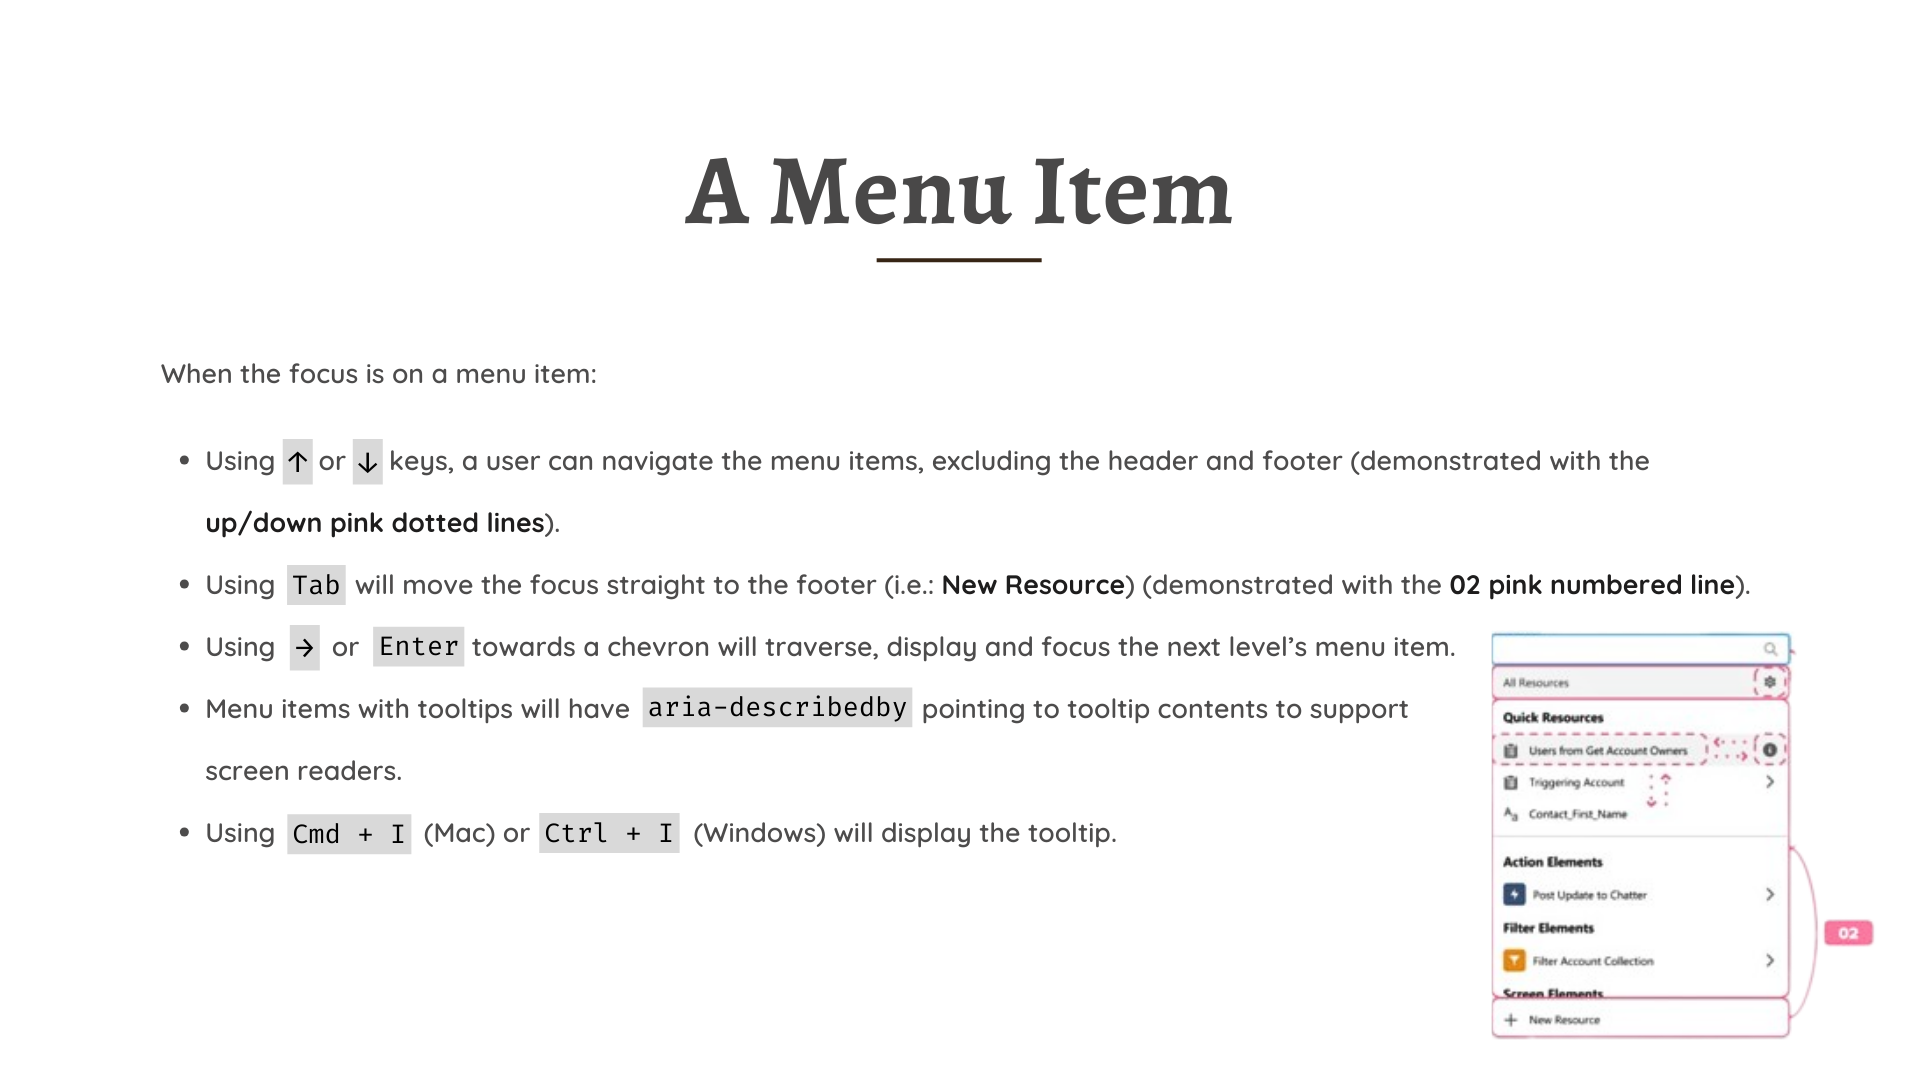 A Menu Item
When the focus is on a menu item:
• Using ↑ or ↓ keys, a user can navigate the menu items, excluding the header and footer (demonstrated with the
up/down pink dotted lines).
• Using Tab will move the focus straight to the footer (i.e.: New Resource) (demonstrated with the 02 pink numbered line).
• Using → or Enter towards a chevron will traverse, display and focus the next level’s menu item.
• Menu items with tooltips will have aria-describedby pointing to tooltip contents to support
screen readers.
• Using Cmd + I (Mac) or Ctrl + I (Windows) will display the tooltip.
All Resources
Quick Resources
Users from Get Account Owners
Triggering Account
Aa Contact_First_Name
Action Elements
Post Update to Chatter
Filter Elements
Filter Account Collection
Screen Elements
+ New Resource
02